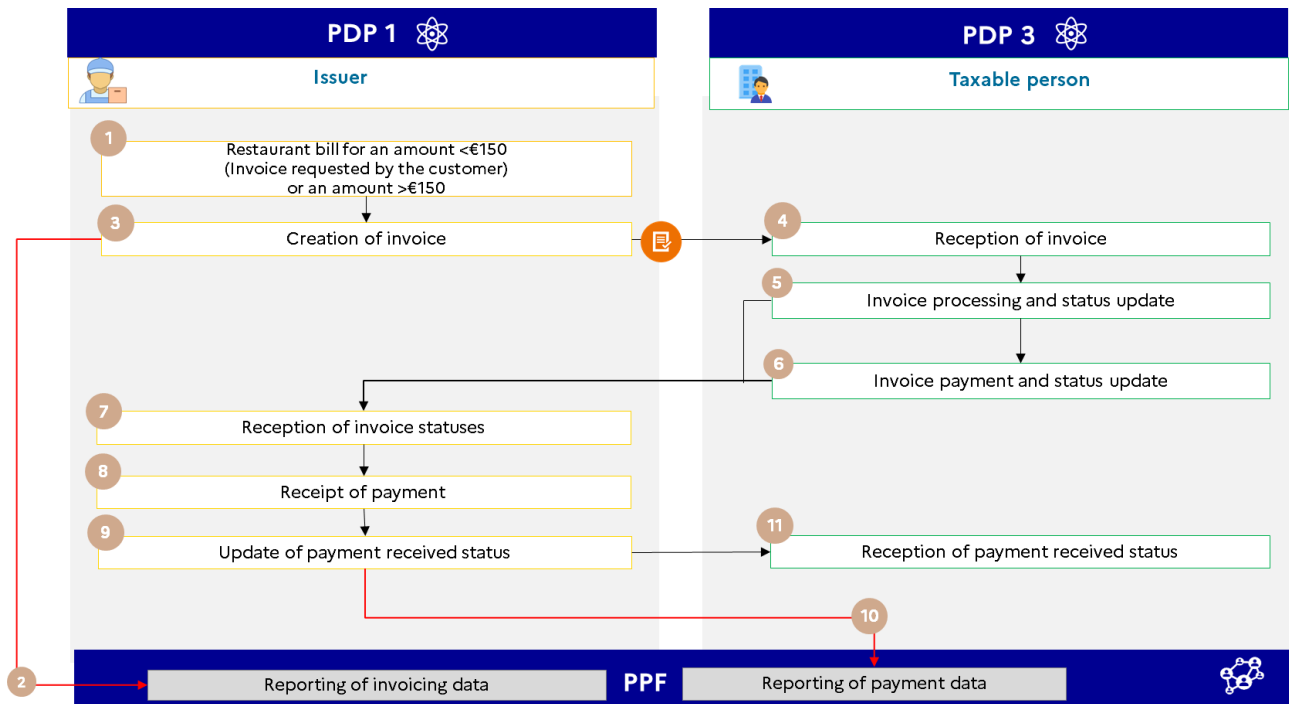 PDP 1
PDP 3
Issuer
Taxable person
1
Restaurant bill for an amount <€150
(Invoice requested by the customer)
or an amount >€150
3
Creation of invoice
4
Reception of invoice
5
Invoice processing and status update
6
Invoice payment and status update
7
Reception of invoice statuses
8
Receipt of payment
9
Update of payment received status
11
Reception of payment received status
10
2
Reporting of invoicing data
PPF
Reporting of payment data